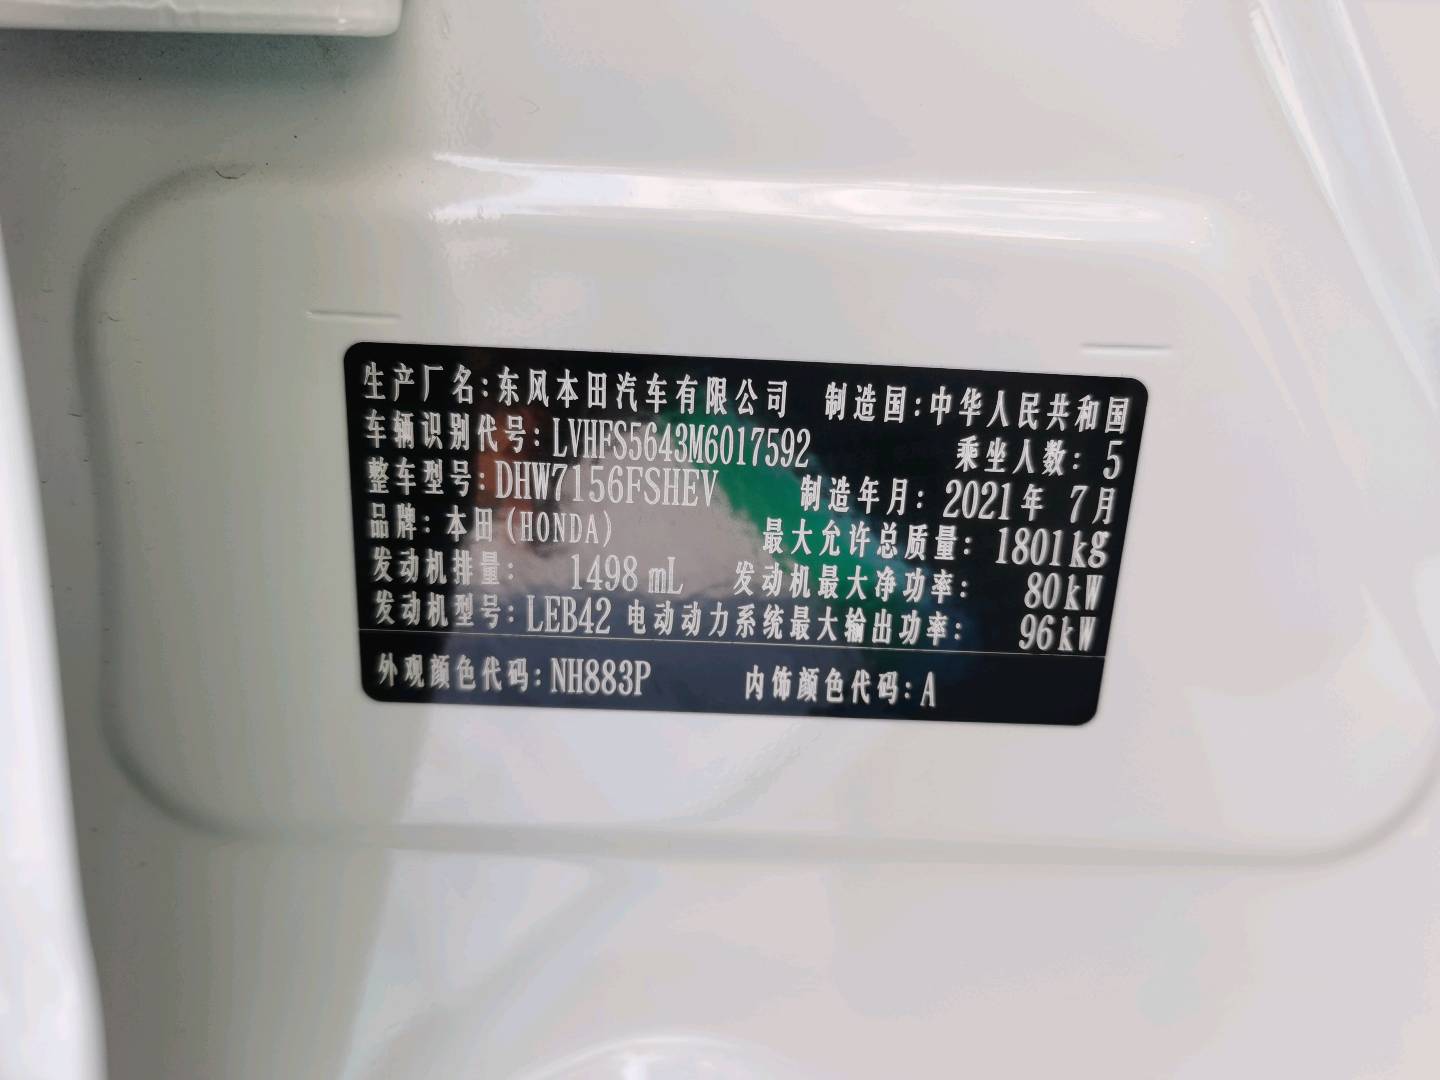 生产厂名:东风本田汽车有限公司 制造国:中华人民共和国
车辆识别代号:LVHFS5643M6017592 乘坐人数: 5
整车型号:DHW7156FSHEV 制造年月: 2021年 7月
品牌: 本田(HONDA) 最大允许总质量: 1801kg
发动机排量: 1498 mL 发动机最大净功率: 80kW
发动机型号: LEB42 电动动力系统最大输出功率: 96kW
外观颜色代码:NH883P 内饰颜色代码:A